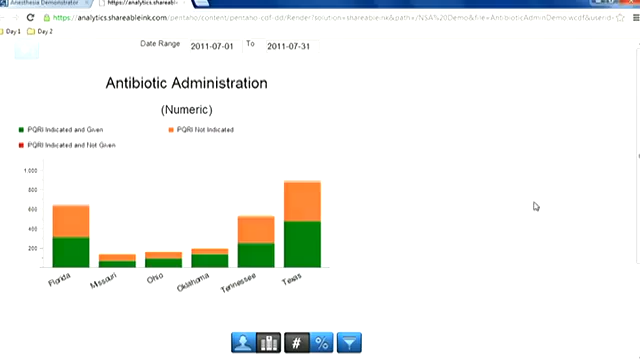 Anesthesia Demonstrator
https://analytics.shareableink
https://analytics.shareableink.com/pentaho/content/pentaho-cdf-dd/Render?solution=shareableink&path=/NSA%20Demo&file=AntibioticAdminDemo.wcdf&userid=
Day 1 Day 2
Date Range 2011-07-01 To 2011-07-31
Antibiotic Administration
(Numeric)
PQRI Indicated and Given PQRI Not Indicated
PQRI Indicated and Not Given
1 000
800
600
400
200
Florida Missouri Ohio Oklahoma Tennessee Texas
# %